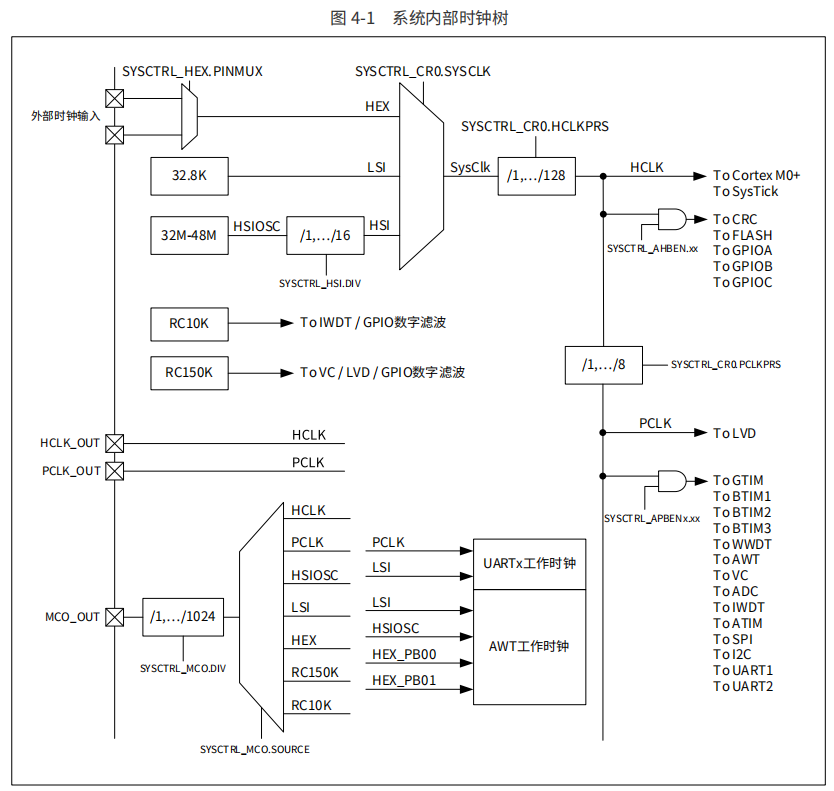 图 4-1 系统内部时钟树
SYSCTRL_HEX.PINMUX
SYSCTRL_CR0.SYSCLK
外部时钟输入
HEX
SYSCTRL_CR0.HCLKPRS
32.8K
LSI
SysClk
/1,.../128
HCLK
To Cortex M0+
To SysTick
32M-48M
HSIOSC
/1,.../16
HSI
SYSCTRL_HSI.DIV
SYSCTRL_AHBEN.xx
To CRC
To FLASH
To GPIOA
To GPIOB
To GPIOC
RC10K
To IWDT / GPIO数字滤波
RC150K
To VC / LVD / GPIO数字滤波
/1,.../8
SYSCTRL_CR0.PCLKPRS
HCLK_OUT
HCLK
PCLK_OUT
PCLK
PCLK
To LVD
SYSCTRL_APBENx.xx
To GTIM
To BTIM1
To BTIM2
To BTIM3
To WWDT
To AWT
To VC
To ADC
To IWDT
To ATIM
To SPI
To I2C
To UART1
To UART2
MCO_OUT
/1,.../1024
SYSCTRL_MCO.DIV
HCLK
PCLK
HSIOSC
LSI
HEX
RC150K
RC10K
SYSCTRL_MCO.SOURCE
PCLK
LSI
UARTx工作时钟
LSI
HSIOSC
HEX_PB00
HEX_PB01
AWT工作时钟